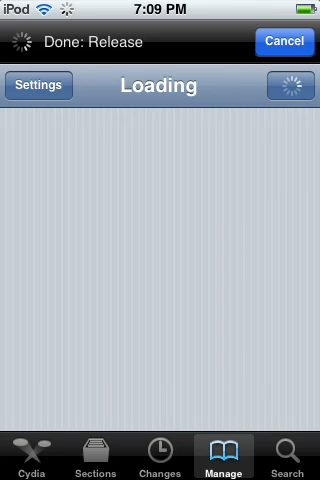 iPod 7:09 PM
Done: Release Cancel
Settings Loading
Cydia Sections Changes Manage Search